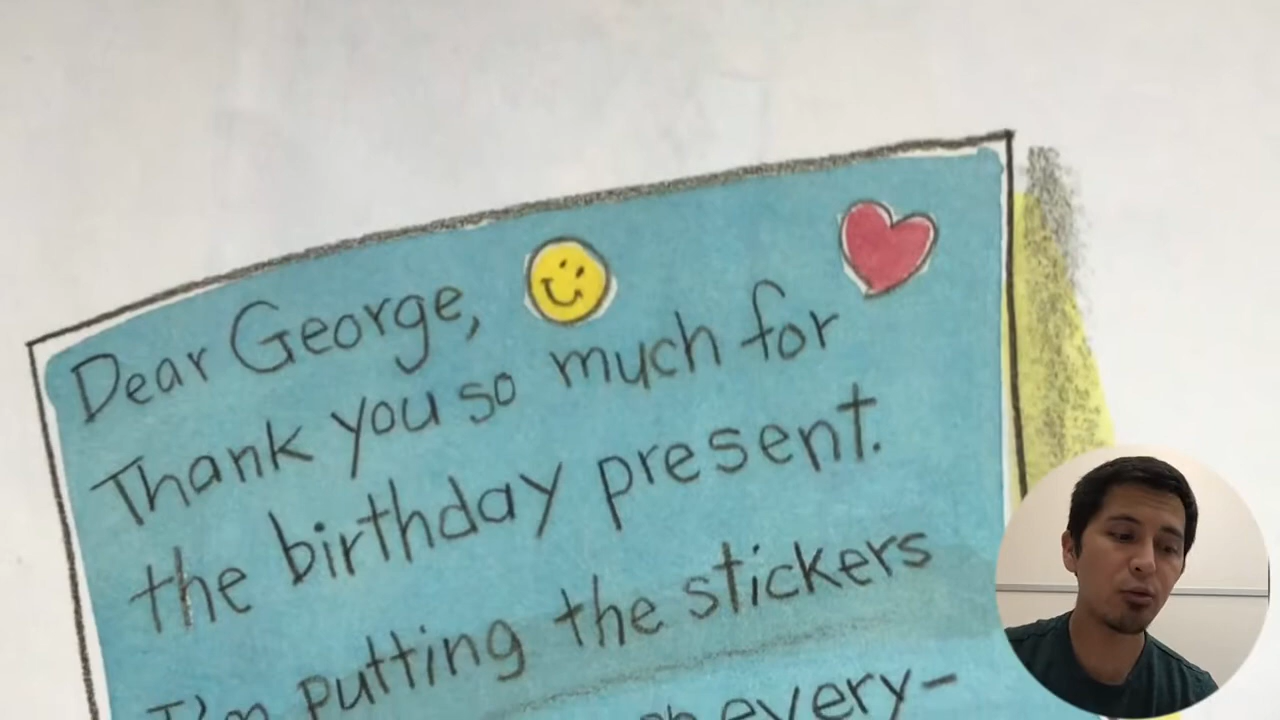 Dear George,
Thank you so much for
the birthday present.
I'm putting the stickers
every-